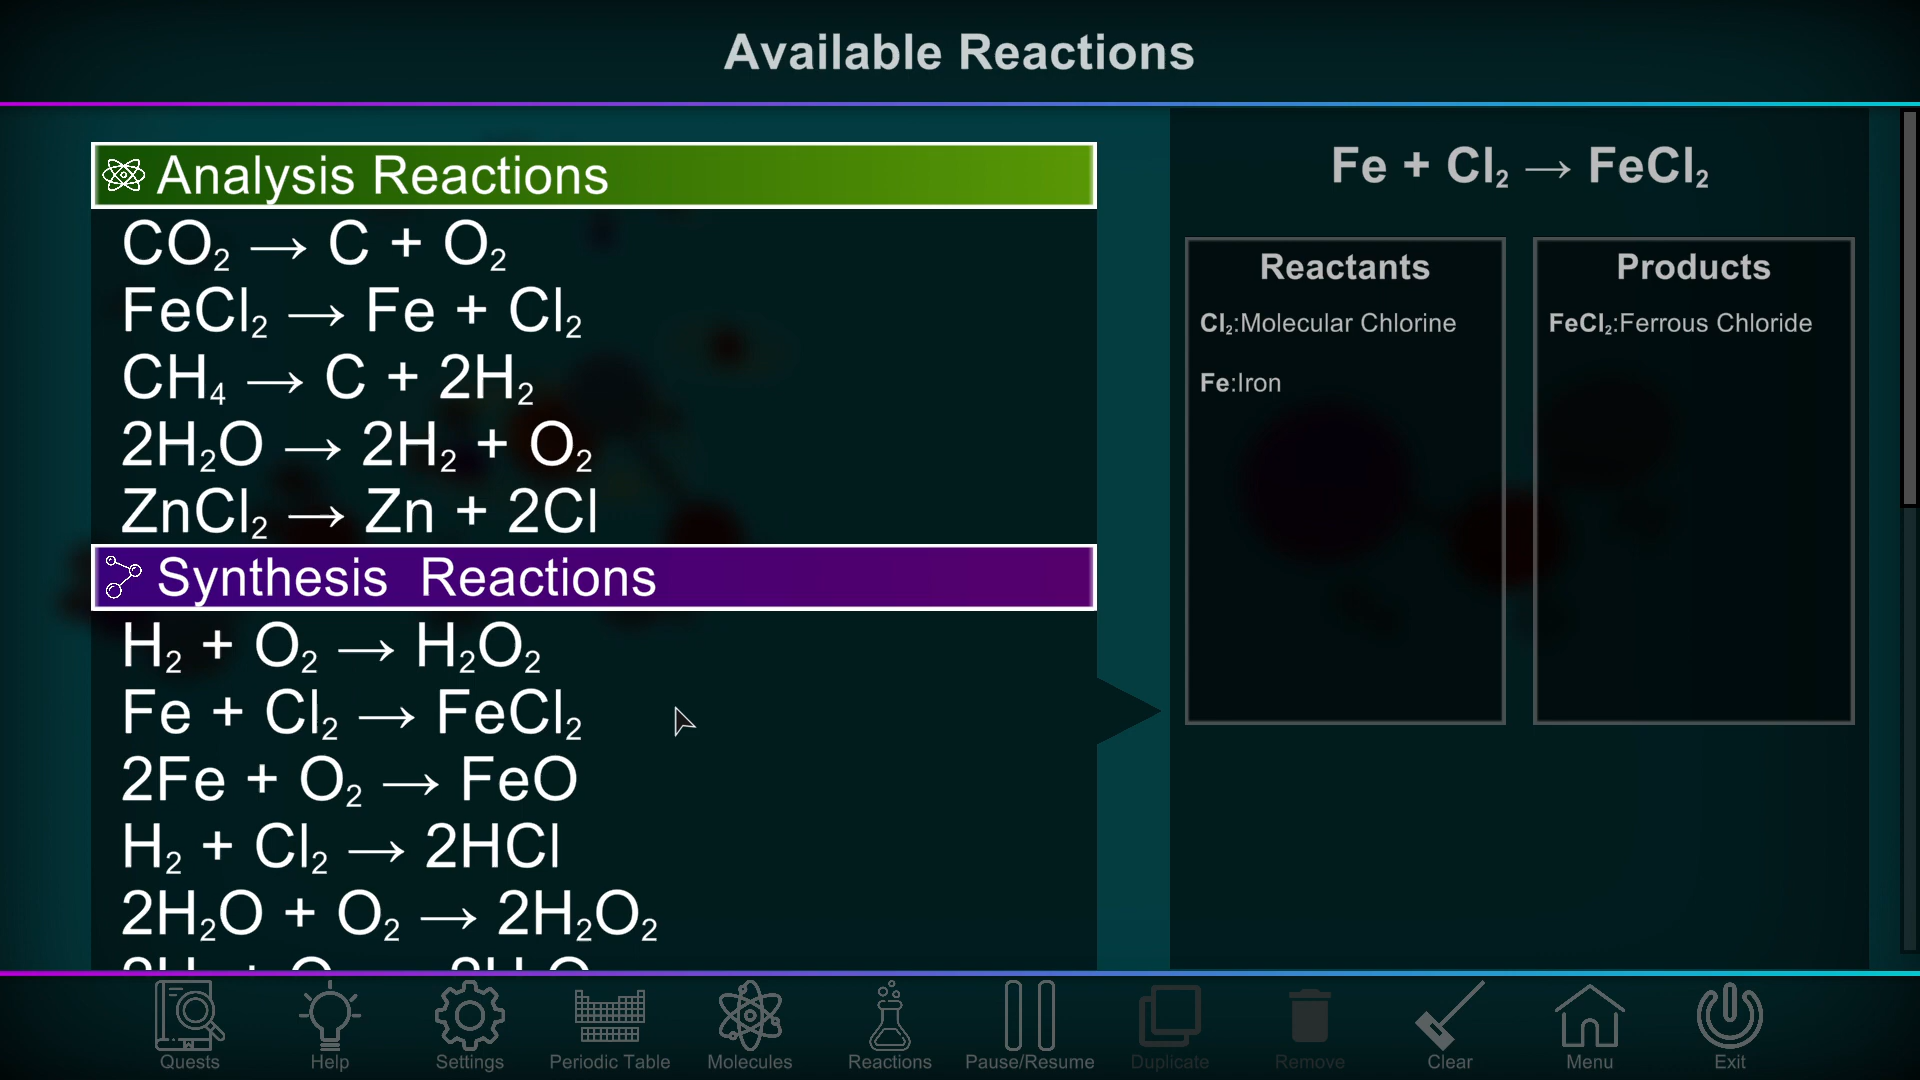 Available Reactions
Analysis Reactions
CO₂ → C + O₂
FeCl₂ → Fe + Cl₂
CH₄ → C + 2H₂
2H₂O → 2H₂ + O₂
ZnCl₂ → Zn + 2Cl
Synthesis Reactions
H₂ + O₂ → H₂O₂
Fe + Cl₂ → FeCl₂
2Fe + O₂ → FeO
H₂ + Cl₂ → 2HCl
2H₂O + O₂ → 2H₂O₂
Fe + Cl₂ → FeCl₂
Reactants
Cl₂:Molecular Chlorine
Fe:Iron
Products
FeCl₂:Ferrous Chloride
Quests
Help
Settings
Periodic Table
Molecules
Reactions
Pause/Resume
Duplicate
Remove
Clear
Menu
Exit